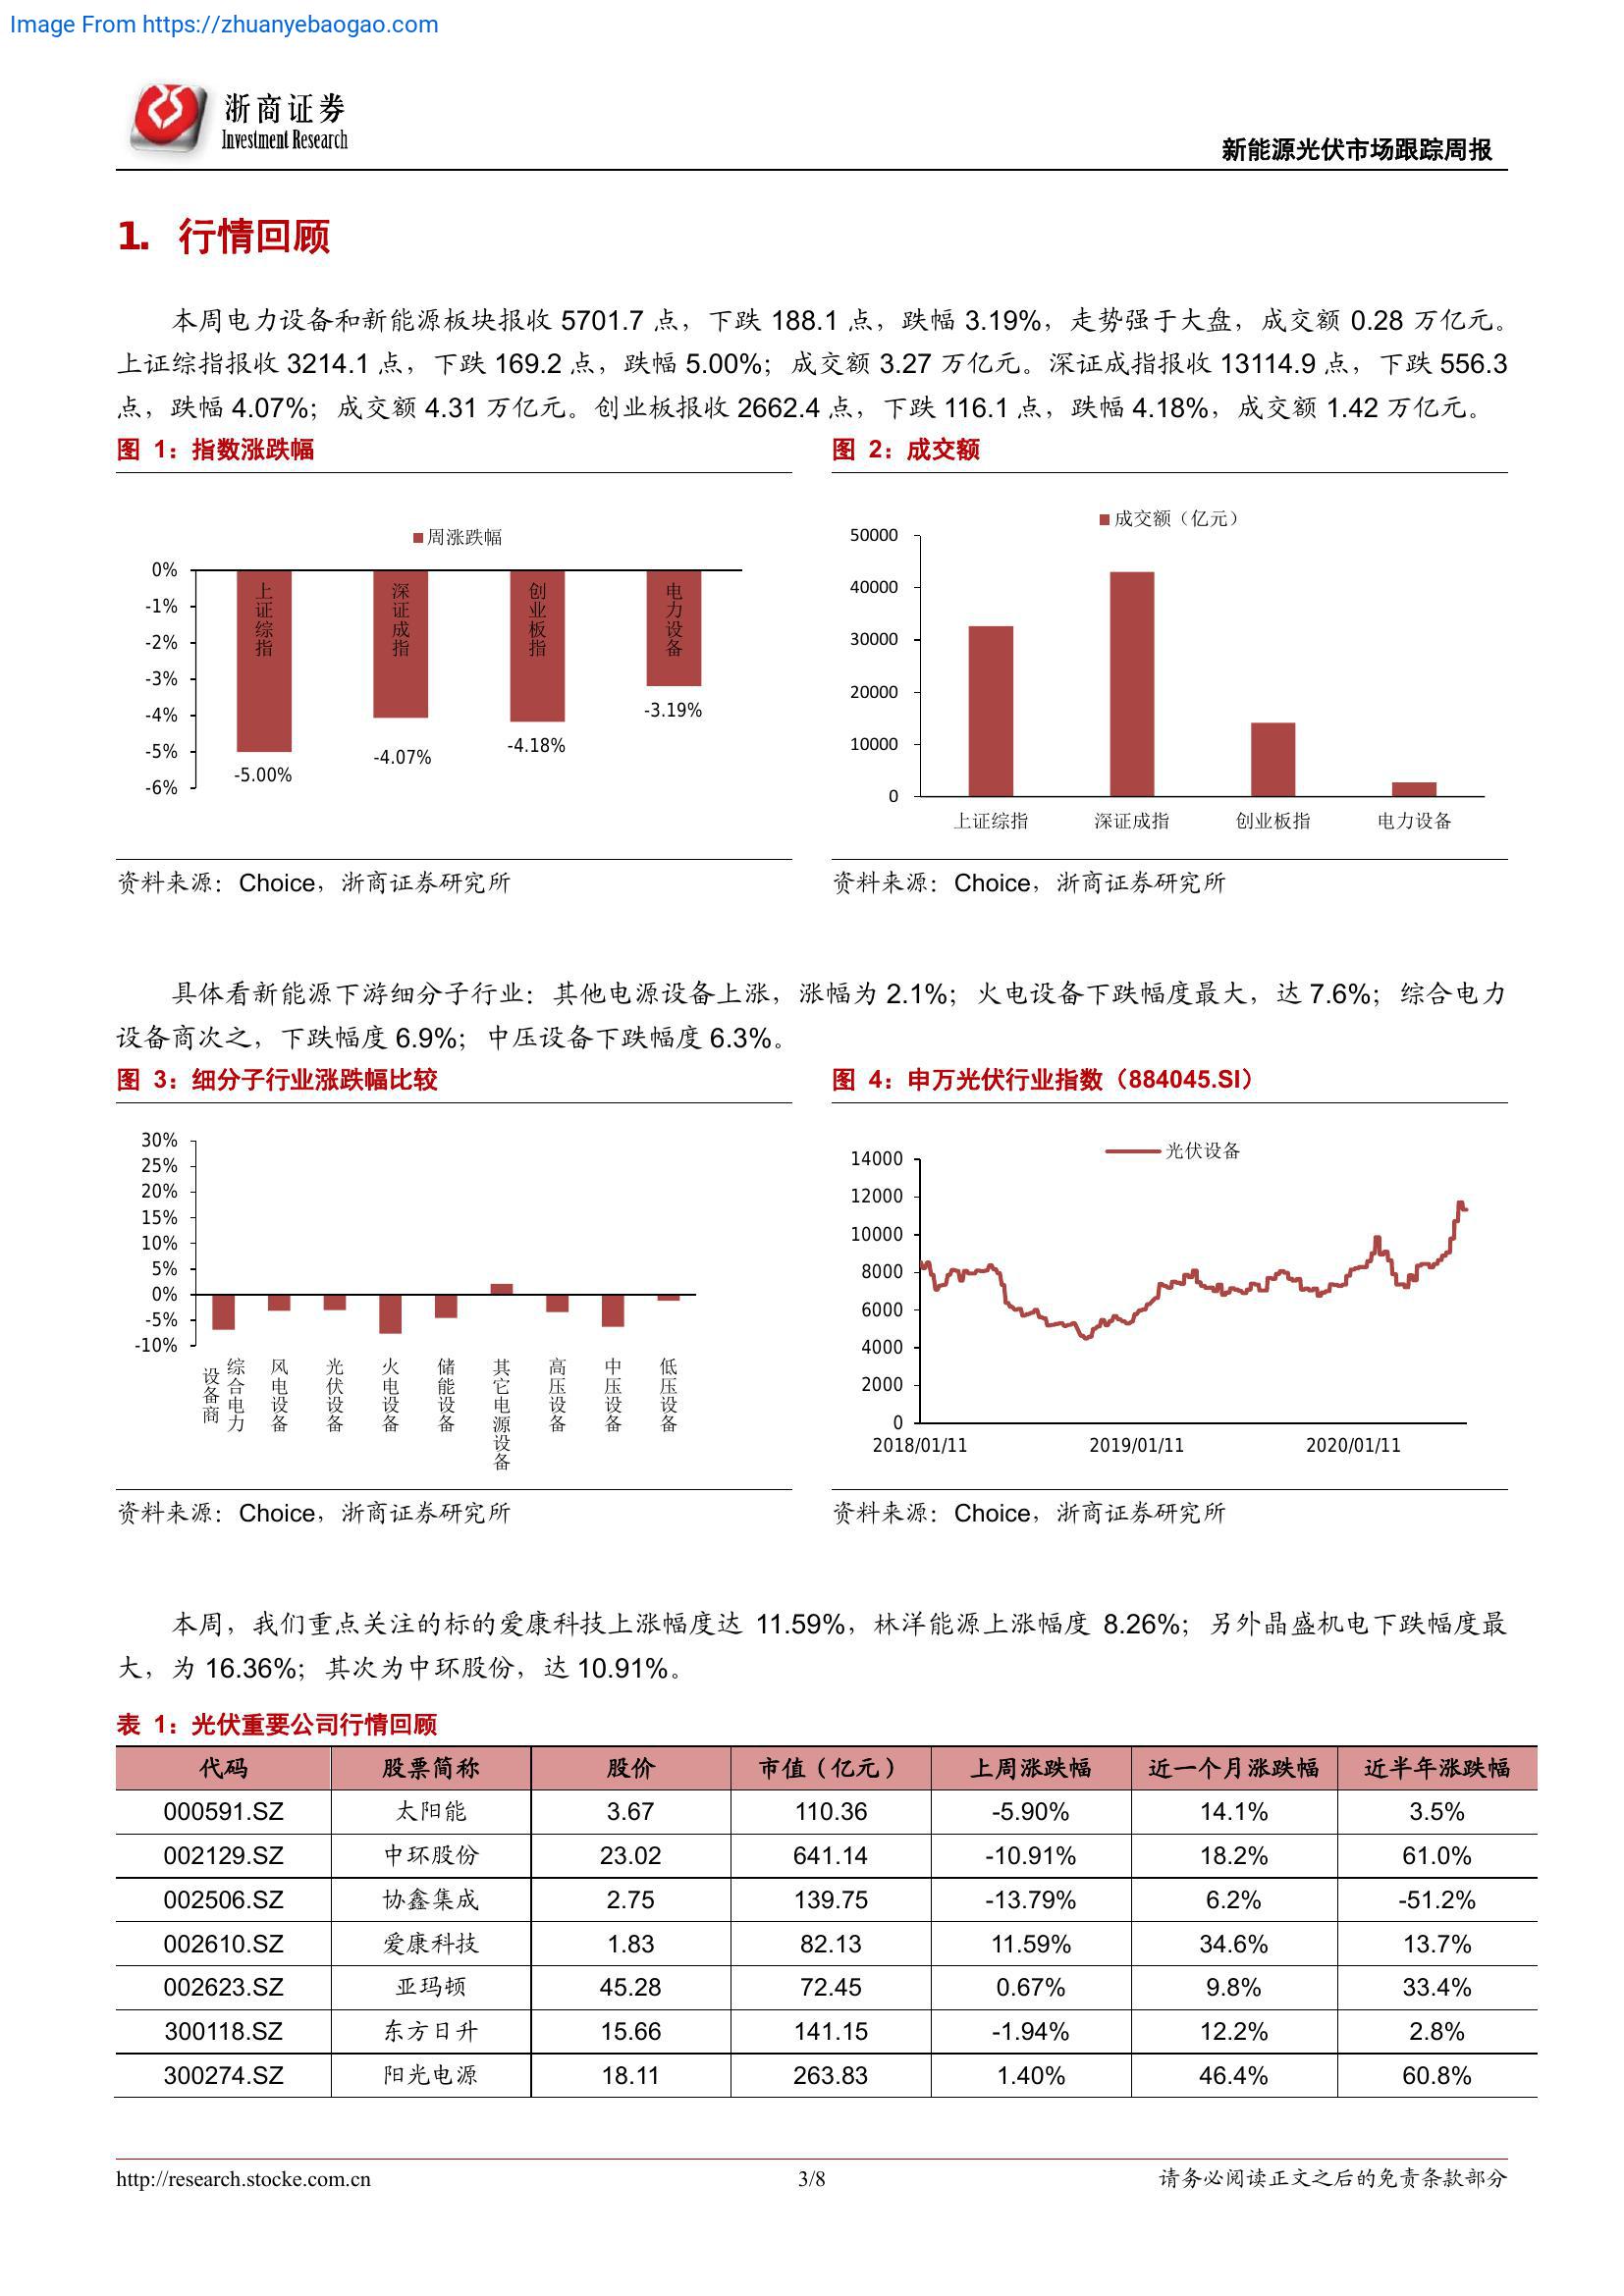 Image From https://zhuanyebaogao.com
浙商证券
Investment Research
新能源光伏市场跟踪周报
1. 行情回顾
本周电力设备和新能源板块报收 5701.7 点，下跌 188.1 点，跌幅 3.19%，走势强于大盘，成交额 0.28 万亿元。
上证综指报收 3214.1 点，下跌 169.2 点，跌幅 5.00%；成交额 3.27 万亿元。深证成指报收 13114.9 点，下跌 556.3
点，跌幅 4.07%；成交额 4.31 万亿元。创业板报收 2662.4 点，下跌 116.1 点，跌幅 4.18%，成交额 1.42 万亿元。
图 1：指数涨跌幅
周涨跌幅
0%
-1%
-2%
-3%
-4%
-5%
-6%
上证综指
深证成指
创业板指
电力设备
-5.00%
-4.07%
-4.18%
-3.19%
资料来源：Choice，浙商证券研究所
图 2：成交额
成交额（亿元）
50000
40000
30000
20000
10000
0
上证综指 深证成指 创业板指 电力设备
资料来源：Choice，浙商证券研究所
具体看新能源下游细分子行业：其他电源设备上涨，涨幅为 2.1%；火电设备下跌幅度最大，达 7.6%；综合电力
设备商次之，下跌幅度 6.9%；中压设备下跌幅度 6.3%。
图 3：细分子行业涨跌幅比较
30%
25%
20%
15%
10%
5%
0%
-5%
-10%
综合电力
设备商
风电设备
光伏设备
火电设备
储能设备
其它电源设备
高压设备
中压设备
低压设备
资料来源：Choice，浙商证券研究所
图 4：申万光伏行业指数（884045.SI）
光伏设备
14000
12000
10000
8000
6000
4000
2000
0
2018/01/11 2019/01/11 2020/01/11
资料来源：Choice，浙商证券研究所
本周，我们重点关注的标的爱康科技上涨幅度达 11.59%，林洋能源上涨幅度 8.26%；另外晶盛机电下跌幅度最
大，为 16.36%；其次为中环股份，达 10.91%。
表 1：光伏重要公司行情回顾
代码 股票简称 股价 市值（亿元） 上周涨跌幅 近一个月涨跌幅 近半年涨跌幅
000591.SZ 太阳能 3.67 110.36 -5.90% 14.1% 3.5%
002129.SZ 中环股份 23.02 641.14 -10.91% 18.2% 61.0%
002506.SZ 协鑫集成 2.75 139.75 -13.79% 6.2% -51.2%
002610.SZ 爱康科技 1.83 82.13 11.59% 34.6% 13.7%
002623.SZ 亚玛顿 45.28 72.45 0.67% 9.8% 33.4%
300118.SZ 东方日升 15.66 141.15 -1.94% 12.2% 2.8%
300274.SZ 阳光电源 18.11 263.83 1.40% 46.4% 60.8%
http://research.stocke.com.cn 3/8 请务必阅读正文之后的免责条款部分